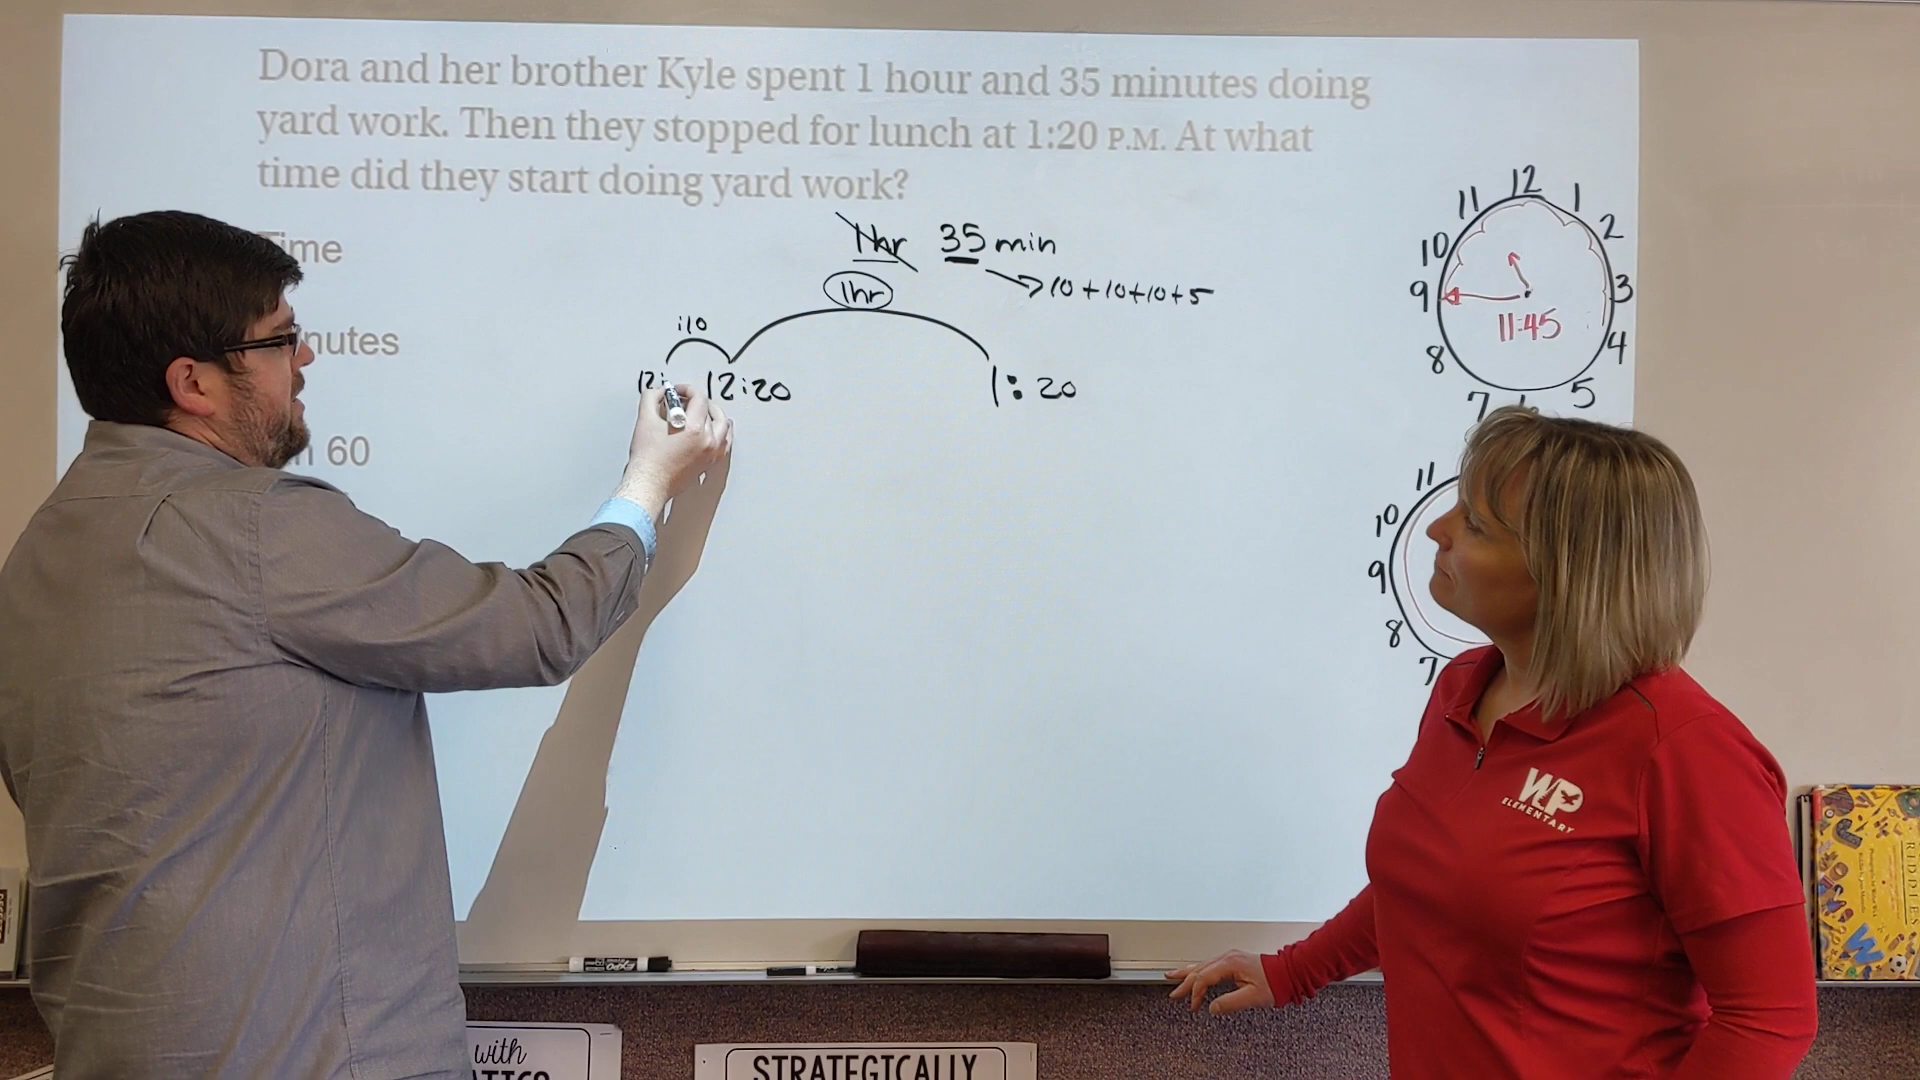 Dora and her brother Kyle spent 1 hour and 35 minutes doing
yard work. Then they stopped for lunch at 1:20 P.M. At what
time did they start doing yard work?
1hr 35 min
10+10+10+5
1hr
:10
12: 12:20 1:20
60
12
11 1
10 2
9 3
8 4
7 5
11:45
11
10
9
8
7
WP
ELEMENTARY
RIDDLES
EXPO
with
STRATEGICALLY